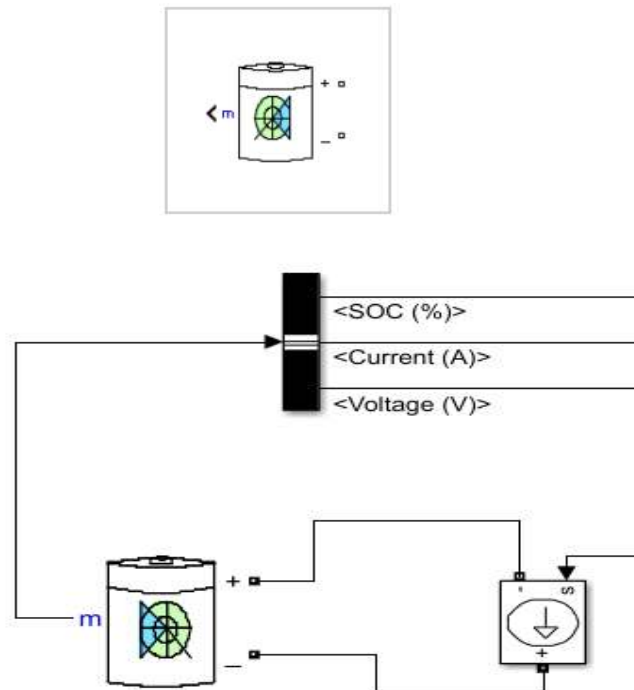 +
m
–
<SOC (%)>
<Current (A)>
<Voltage (V)>
+
- s
m
+
–